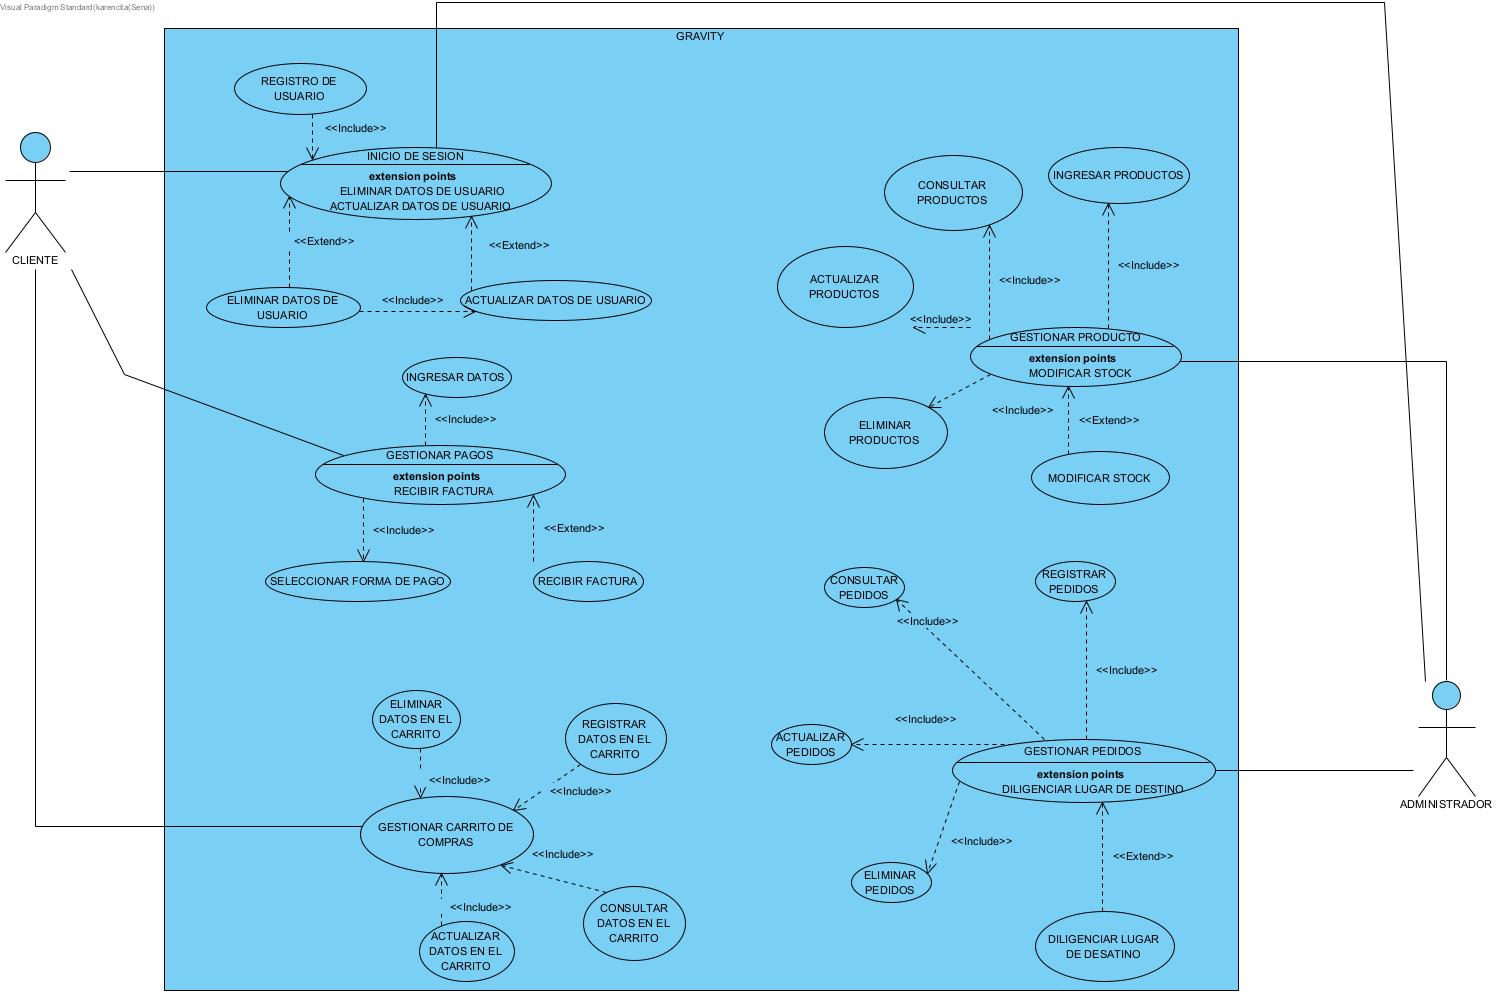 Visual Paradigm Standard(karencita(Sena))
GRAVITY
REGISTRO DE
USUARIO
<<Include>>
INICIO DE SESION
extension points
ELIMINAR DATOS DE USUARIO
ACTUALIZAR DATOS DE USUARIO
<<Extend>>
<<Extend>>
ELIMINAR DATOS DE
USUARIO
<<Include>>
ACTUALIZAR DATOS DE USUARIO
CLIENTE
INGRESAR DATOS
<<Include>>
GESTIONAR PAGOS
extension points
RECIBIR FACTURA
<<Include>>
<<Extend>>
SELECCIONAR FORMA DE PAGO
RECIBIR FACTURA
ELIMINAR
DATOS EN EL
CARRITO
REGISTRAR
DATOS EN EL
CARRITO
<<Include>>
<<Include>>
GESTIONAR CARRITO DE
COMPRAS
<<Include>>
<<Include>>
CONSULTAR
DATOS EN EL
CARRITO
ACTUALIZAR
DATOS EN EL
CARRITO
CONSULTAR
PRODUCTOS
INGRESAR PRODUCTOS
<<Include>>
<<Include>>
ACTUALIZAR
PRODUCTOS
<<Include>>
GESTIONAR PRODUCTO
extension points
MODIFICAR STOCK
<<Include>>
<<Extend>>
ELIMINAR
PRODUCTOS
MODIFICAR STOCK
CONSULTAR
PEDIDOS
REGISTRAR
PEDIDOS
<<Include>>
<<Include>>
<<Include>>
ACTUALIZAR
PEDIDOS
GESTIONAR PEDIDOS
extension points
DILIGENCIAR LUGAR DE DESTINO
<<Include>>
<<Extend>>
ELIMINAR
PEDIDOS
DILIGENCIAR LUGAR
DE DESATINO
ADMINISTRADOR